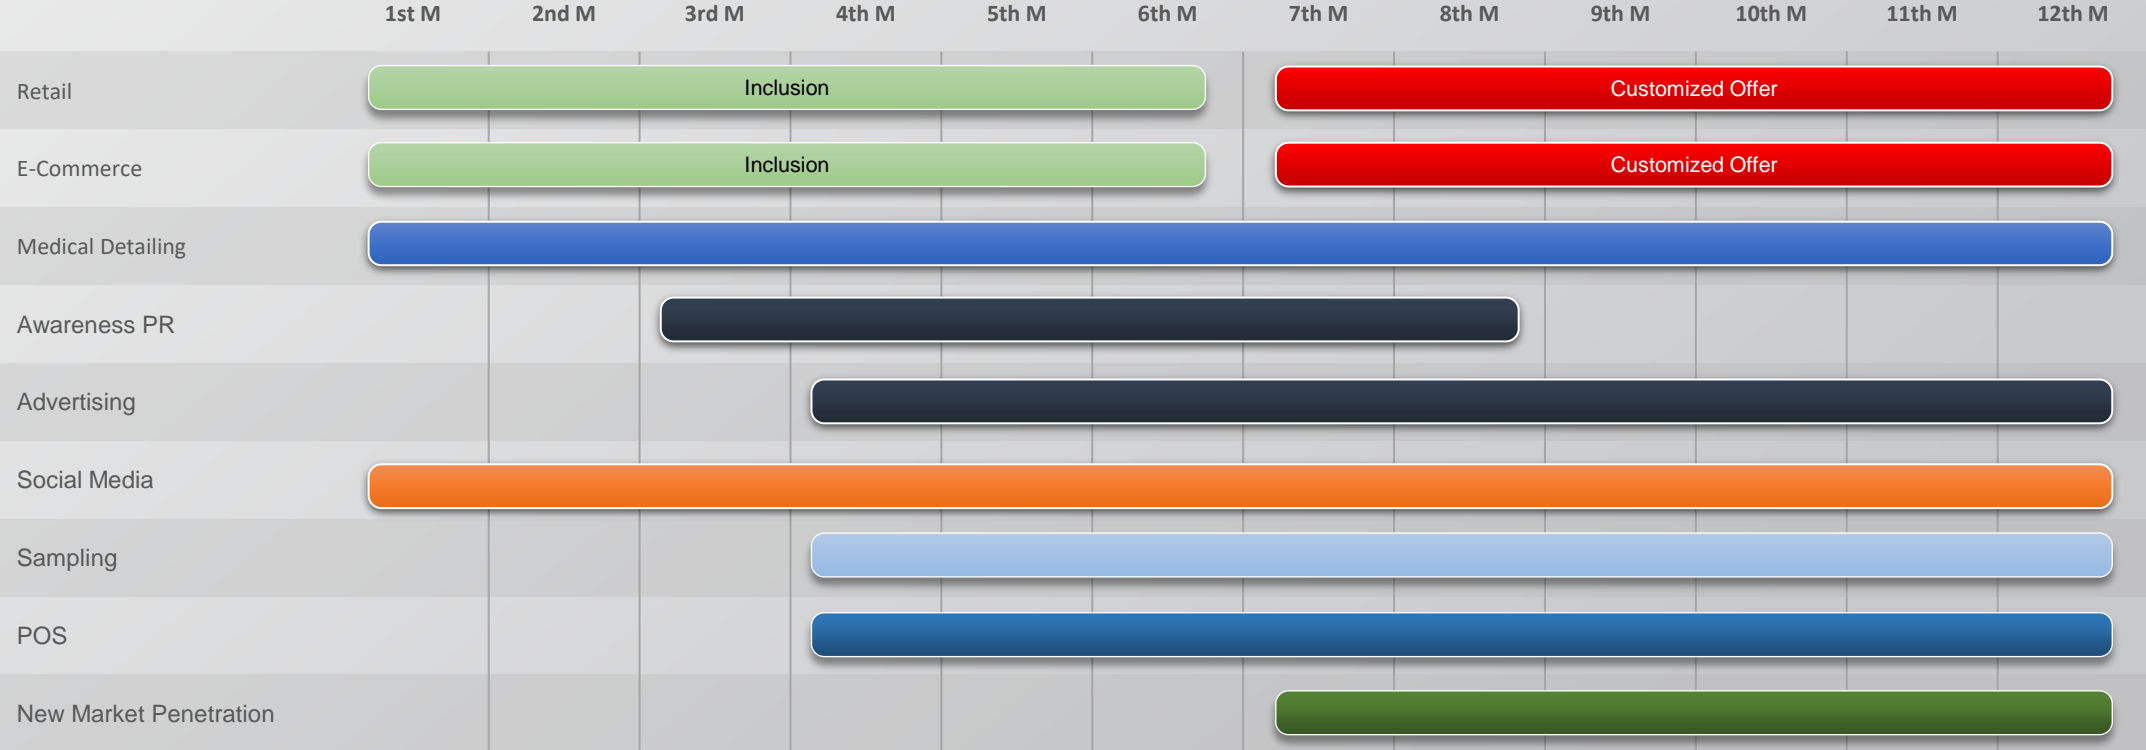 1st M 2nd M 3rd M 4th M 5th M 6th M 7th M 8th M 9th M 10th M 11th M 12th M
Retail Inclusion Customized Offer
E-Commerce Inclusion Customized Offer
Medical Detailing
Awareness PR
Advertising
Social Media
Sampling
POS
New Market Penetration